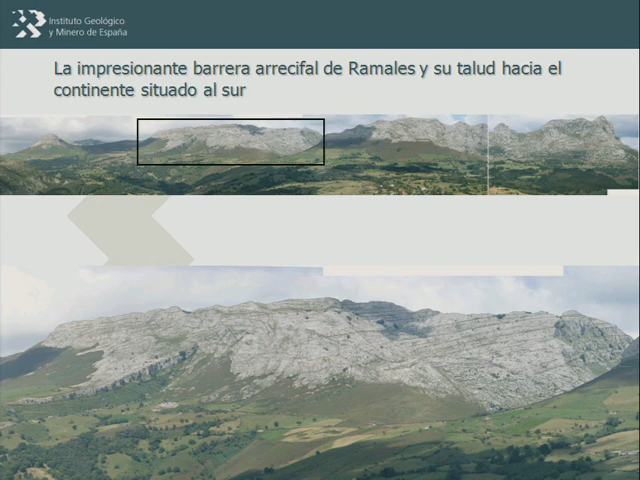 Instituto Geológico
y Minero de España
La impresionante barrera arrecifal de Ramales y su talud hacia el
continente situado al sur